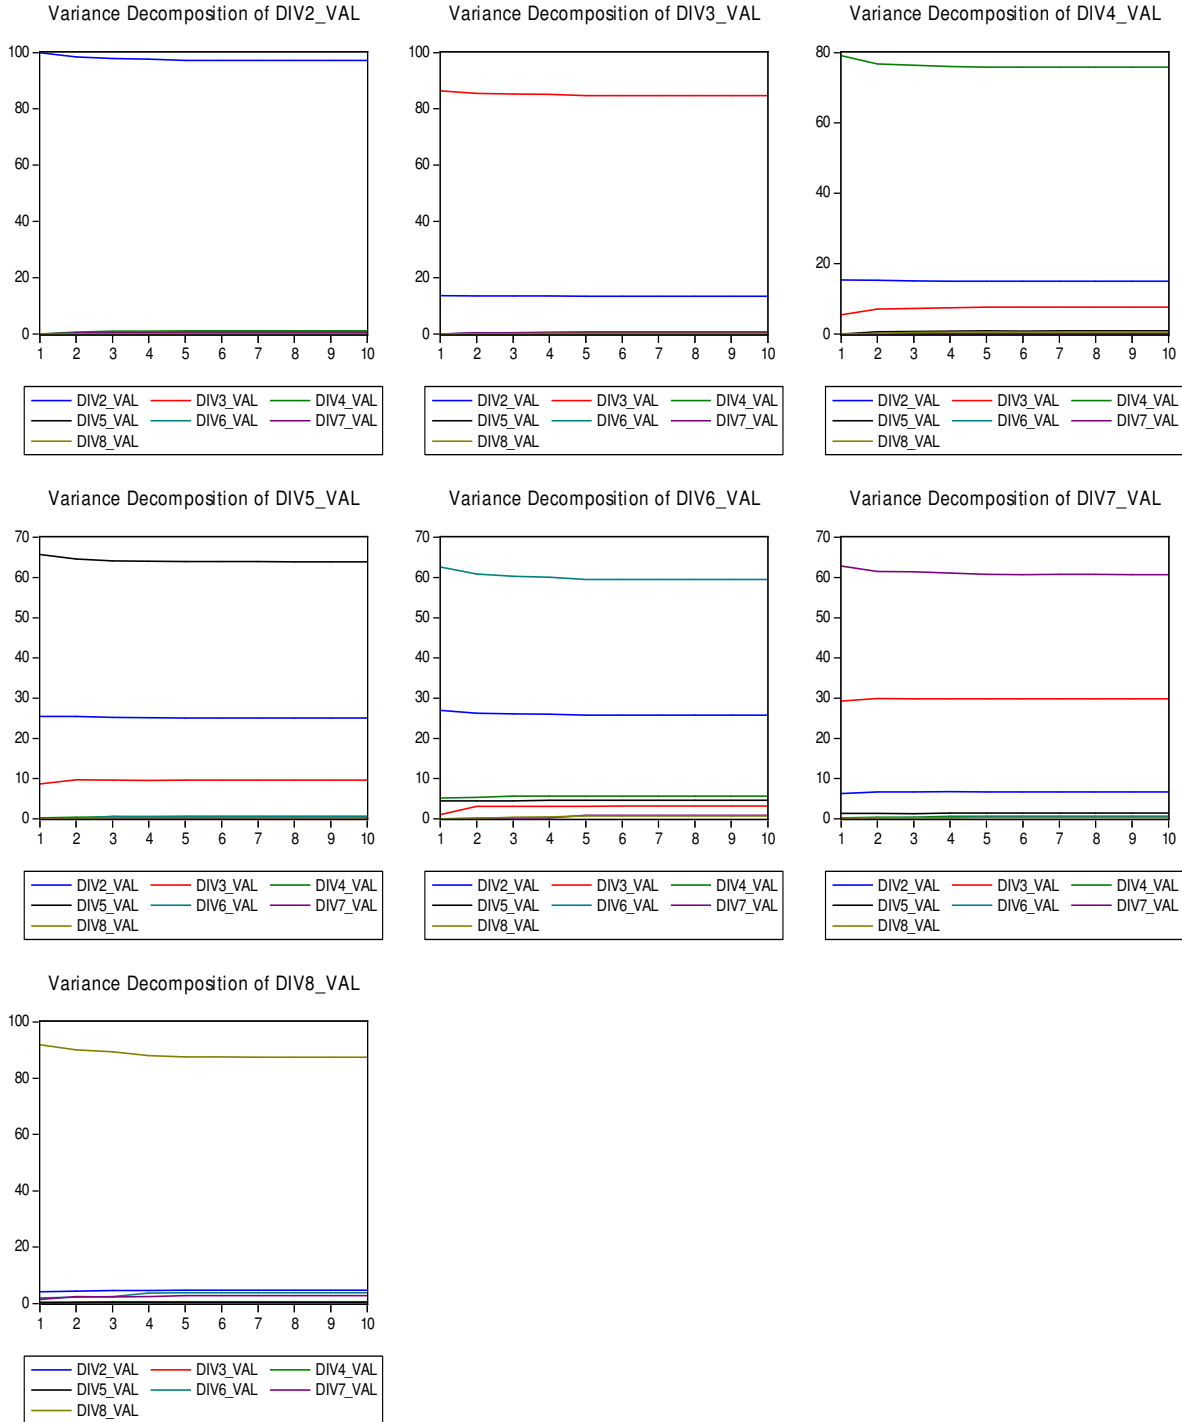 Variance Decomposition of DIV2_VAL
100
80
60
40
20
0
1 2 3 4 5 6 7 8 9 10
DIV2_VAL DIV3_VAL DIV4_VAL
DIV5_VAL DIV6_VAL DIV7_VAL
DIV8_VAL
Variance Decomposition of DIV3_VAL
100
80
60
40
20
0
1 2 3 4 5 6 7 8 9 10
DIV2_VAL DIV3_VAL DIV4_VAL
DIV5_VAL DIV6_VAL DIV7_VAL
DIV8_VAL
Variance Decomposition of DIV4_VAL
80
60
40
20
0
1 2 3 4 5 6 7 8 9 10
DIV2_VAL DIV3_VAL DIV4_VAL
DIV5_VAL DIV6_VAL DIV7_VAL
DIV8_VAL
Variance Decomposition of DIV5_VAL
70
60
50
40
30
20
10
0
1 2 3 4 5 6 7 8 9 10
DIV2_VAL DIV3_VAL DIV4_VAL
DIV5_VAL DIV6_VAL DIV7_VAL
DIV8_VAL
Variance Decomposition of DIV6_VAL
70
60
50
40
30
20
10
0
1 2 3 4 5 6 7 8 9 10
DIV2_VAL DIV3_VAL DIV4_VAL
DIV5_VAL DIV6_VAL DIV7_VAL
DIV8_VAL
Variance Decomposition of DIV7_VAL
70
60
50
40
30
20
10
0
1 2 3 4 5 6 7 8 9 10
DIV2_VAL DIV3_VAL DIV4_VAL
DIV5_VAL DIV6_VAL DIV7_VAL
DIV8_VAL
Variance Decomposition of DIV8_VAL
100
80
60
40
20
0
1 2 3 4 5 6 7 8 9 10
DIV2_VAL DIV3_VAL DIV4_VAL
DIV5_VAL DIV6_VAL DIV7_VAL
DIV8_VAL